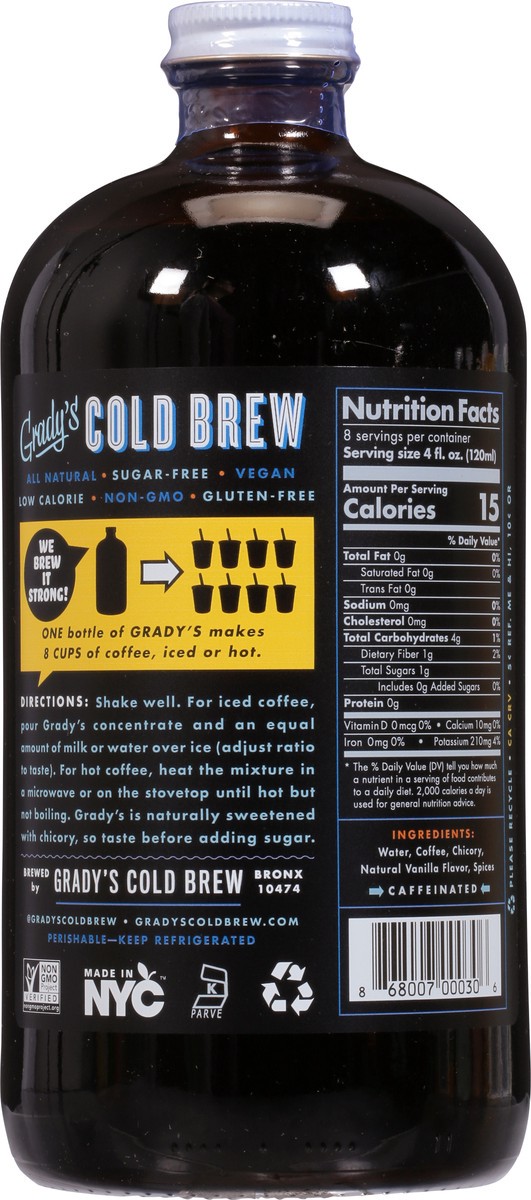 Grady's COLD BREW
ALL NATURAL • SUGAR-FREE • VEGAN
LOW CALORIE • NON-GMO • GLUTEN-FREE
WE
BREW
IT
STRONG!
ONE bottle of GRADY'S makes
8 CUPS of coffee, iced or hot.
DIRECTIONS: Shake well. For iced coffee,
pour Grady's concentrate and an equal
amount of milk or water over ice (adjust ratio
to taste). For hot coffee, heat the mixture in
a microwave or on the stovetop until hot but
not boiling. Grady's is naturally sweetened
with chicory, so taste before adding sugar.
BREWED
by
GRADY'S COLD BREW
BRONX
10474
@GRADYSCOLDBREW • GRADYSCOLDBREW.COM
PERISHABLE—KEEP REFRIGERATED
NON
GMO
Project
VERIFIED
nongmoproject.org
MADE IN
NYC™
K
PARVE
Nutrition Facts
8 servings per container
Serving size 4 fl. oz. (120ml)
Amount Per Serving
Calories 15
% Daily Value*
Total Fat 0g 0%
Saturated Fat 0g 0%
Trans Fat 0g
Sodium 0mg 0%
Cholesterol 0mg 0%
Total Carbohydrates 4g 1%
Dietary Fiber 1g 2%
Total Sugars 1g
Includes 0g Added Sugars 0%
Protein 0g
Vitamin D 0 mcg 0% • Calcium 10mg 0%
Iron 0mg 0% • Potassium 210mg 4%
* The % Daily Value (DV) tell you how much
a nutrient in a serving of food contributes
to a daily diet. 2,000 calories a day is
used for general nutrition advice.
INGREDIENTS:
Water, Coffee, Chicory,
Natural Vanilla Flavor, Spices
CAFFEINATED
8 68007 00030 6
PLEASE RECYCLE • CA CRV • 5¢ REF. ME & HI, 10¢ OR